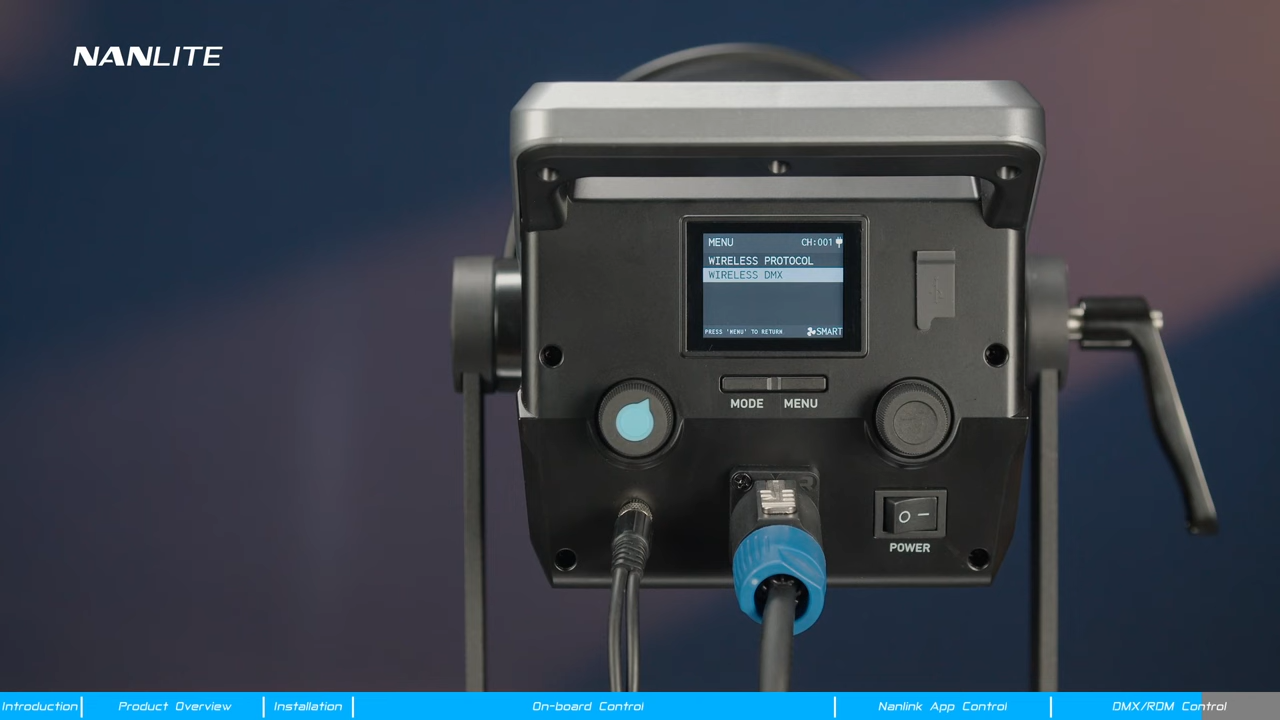 NANLITE
MENU CH:001
WIRELESS PROTOCOL
WIRELESS DMX
PRESS 'MENU' TO RETURN SMART
MODE MENU
POWER
Introduction Product Overview Installation On-board Control Nanlink App Control DMX/RDM Control